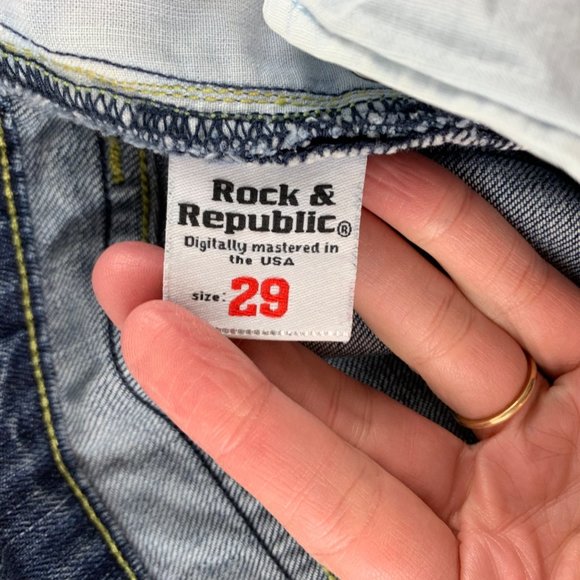 Rock &
Republic®
Digitally mastered in
the USA
size: 29